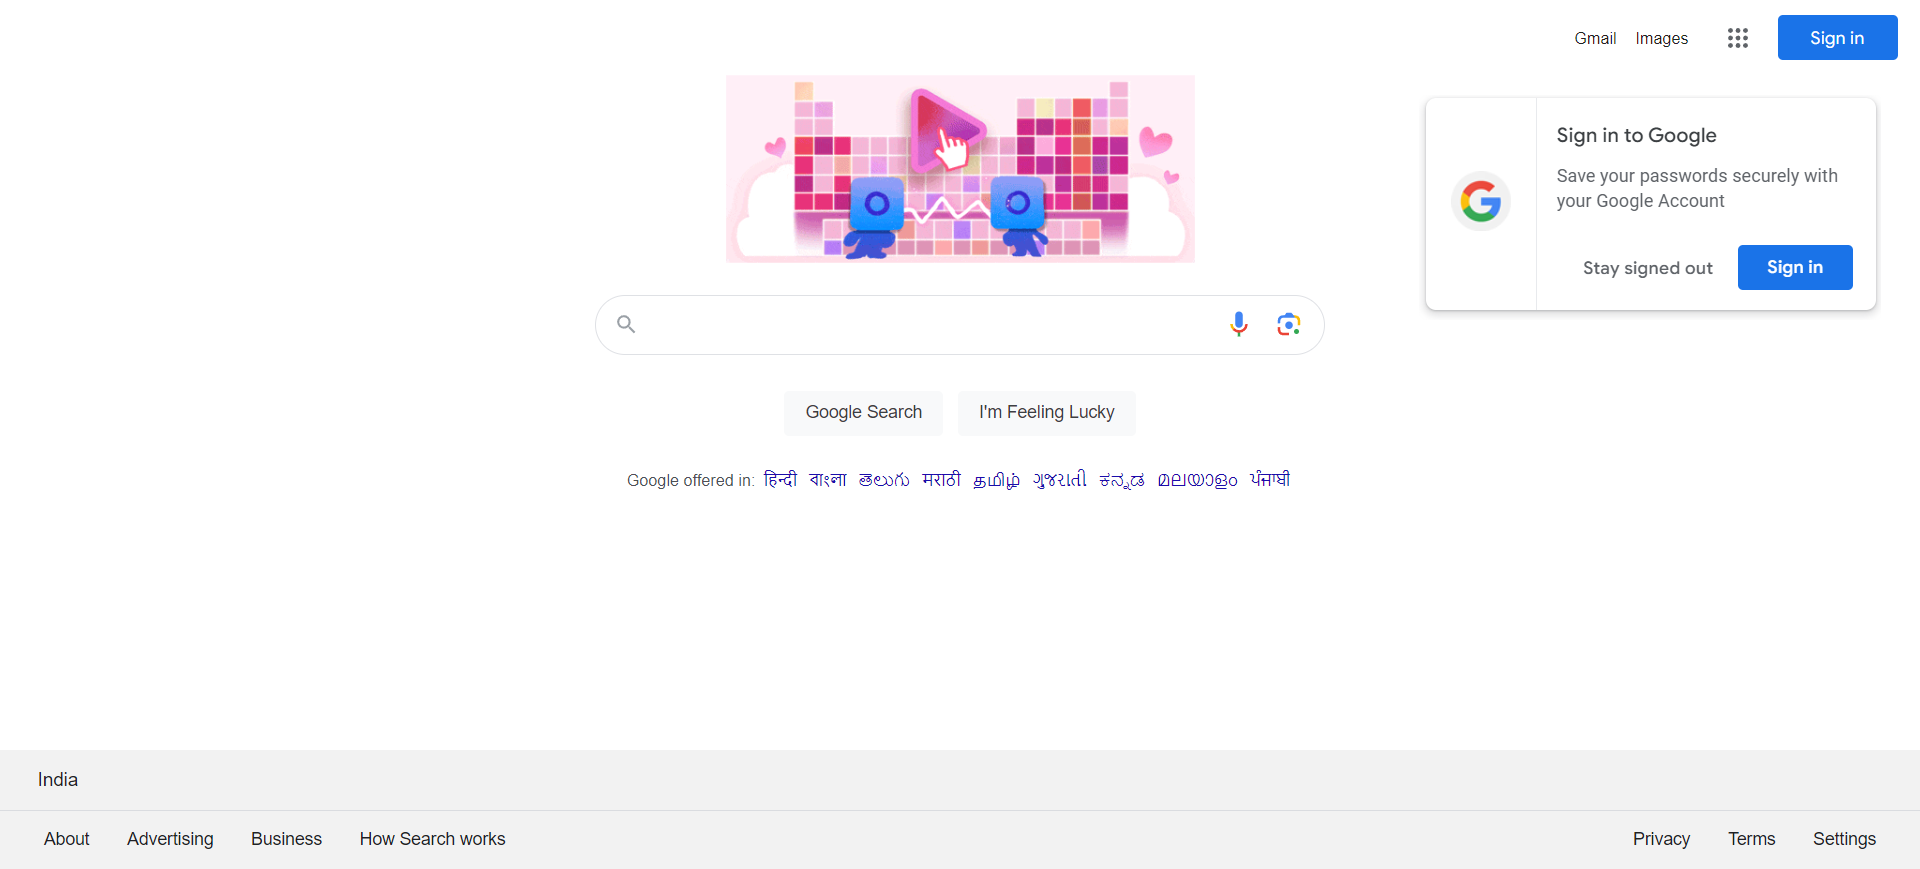 Gmail Images Sign in
Sign in to Google
Save your passwords securely with
your Google Account
Stay signed out Sign in
Google Search I'm Feeling Lucky
Google offered in: हिन्दी বাংলা తెలుగు मराठी தமிழ் ગુજરાતી ಕನ್ನಡ മലയാളം ਪੰਜਾਬੀ
India
About Advertising Business How Search works Privacy Terms Settings